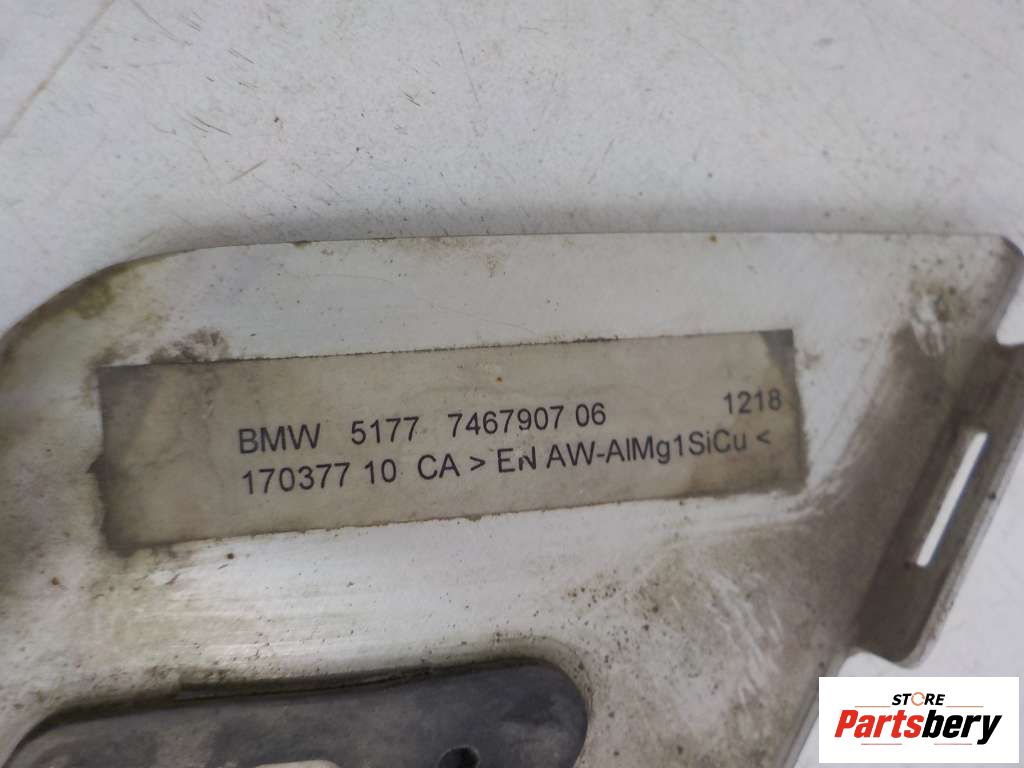 BMW 5177 7467907 06 1218
170377 10 CA > EN AW-AlMg1SiCu <
STORE
Partsbery